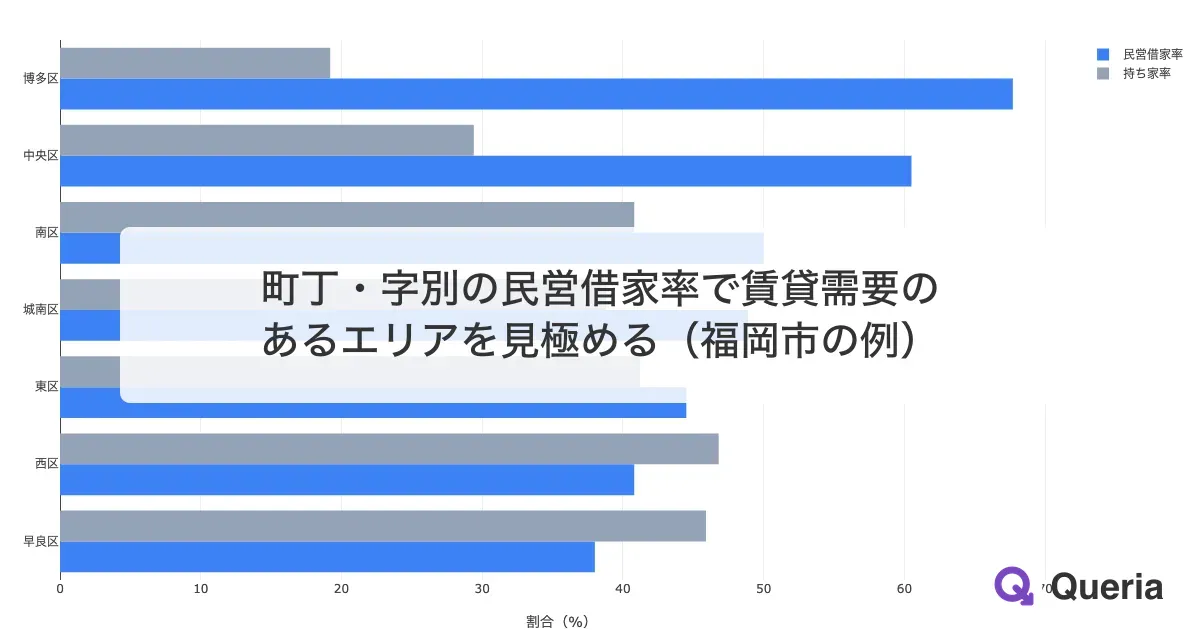 民営借家率
持ち家率
博多区
中央区
南区
城南区
東区
西区
早良区
町丁・字別の民営借家率で賃貸需要の
あるエリアを見極める（福岡市の例）
0 10 20 30 40 50 60 70
割合（%）
Queria